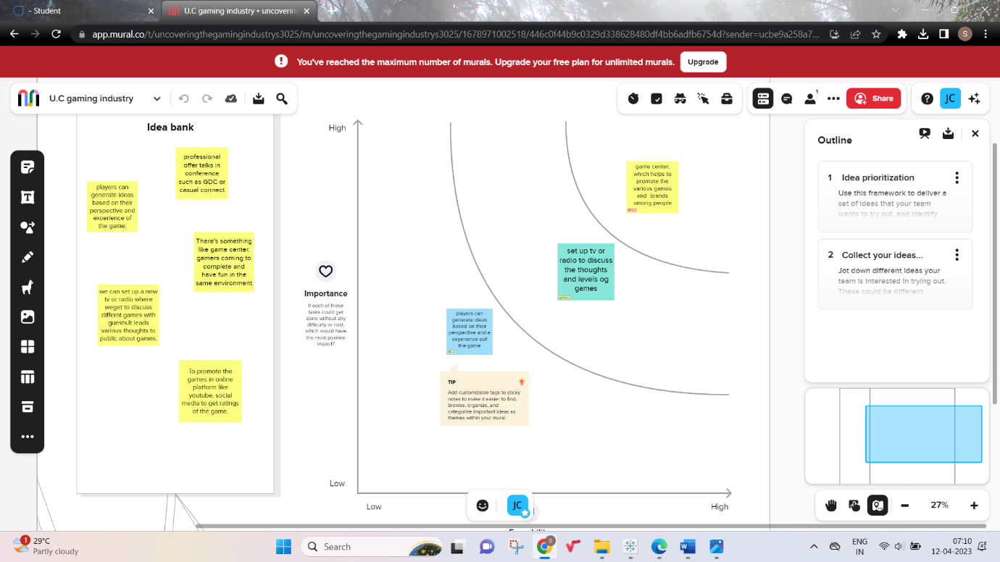 - Student
U.C gaming industry • uncoverin
app.mural.co/t/uncoveringthegamingindustrys3025/m/uncoveringthegamingindustrys3025/1678971002518/446c0f44b9c0329d338628480df4bb6adfb6754d?sender=ucbe9a258a7...
S
You've reached the maximum number of murals. Upgrade your free plan for unlimited murals.
Upgrade
U.C gaming industry
1
Share
JC
Idea bank
professional
offer talks in
conference
such as GDC or
casual connect
players can
generate ideas
based on their
perspective and
exoerience of
the game.
There's something
like game center,
gamers coming to
complete and
have fun in the
same environment
we can set up a new
tv or radio where
weget to discuss
differnt games with
guests.It leads
various thoughts to
public about games.
To promote the
games in online
platform like
youtube, social
media to get ratings
of the game.
High
Importance
If each of these
tasks could get
done without any
difficulty or cost,
which would have
the most positive
impact?
Low
Low
High
game center,
which helps to
promote the
various games
and brands
among people
set up tv or
radio to discuss
the thoughts
and levels og
games
players can
generate ideas
based on their
perspective and e
experience oof
the game
TIP
Add customizable tags to sticky
notes to make it easier to find,
browse, organize, and
categorize important ideas as
themes within your mural.
JC
Outline
1 Idea prioritization
Use this framework to deliver a
set of ideas that your team
wants to try out, and identify
2 Collect your ideas...
Jot down different ideas your
team is interested in trying out.
These could be different
27%
1
29°C
Partly cloudy
Search
S
ENG
IN
07:10
12-04-2023